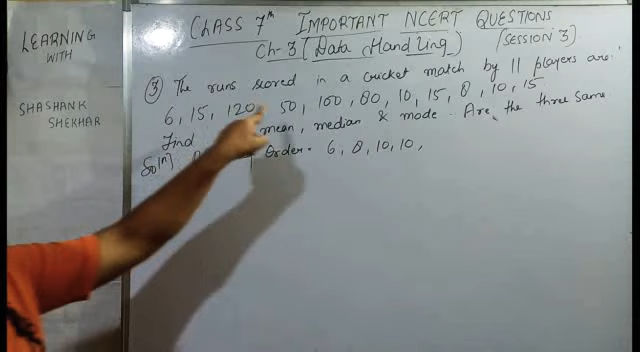 CLASS 7th IMPORTANT NCERT QUESTIONS
Ch-3 (Data Handling) (SESSION 3)
LEARNING
WITH
SHASHANK
SHEKHAR
③ The runs scored in a cricket match by 11 players are:
6, 15, 120, 50, 100, 80, 10, 15, 8, 10, 15
Find mean, median & mode. Are the three same
Soln) Order = 6, 8, 10, 10,